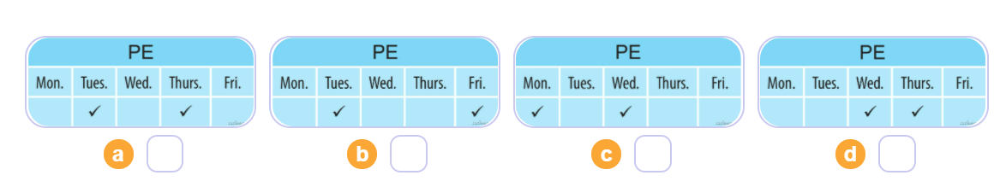 PE
Mon. Tues. Wed. Thurs. Fri.
✓ ✓
a
PE
Mon. Tues. Wed. Thurs. Fri.
✓ ✓
b
PE
Mon. Tues. Wed. Thurs. Fri.
✓ ✓
c
PE
Mon. Tues. Wed. Thurs. Fri.
✓ ✓
d